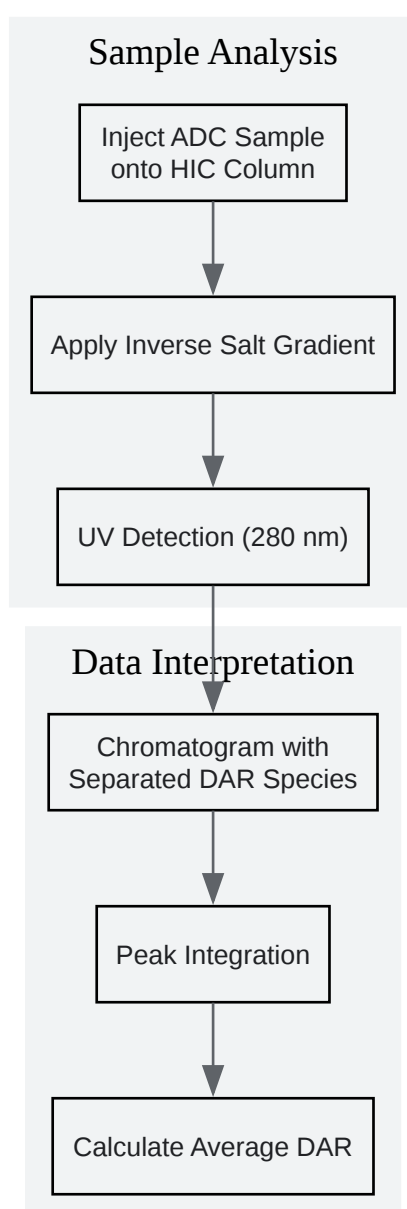 Sample Analysis
Inject ADC Sample
onto HIC Column
Apply Inverse Salt Gradient
UV Detection (280 nm)
Data Interpretation
Chromatogram with
Separated DAR Species
Peak Integration
Calculate Average DAR